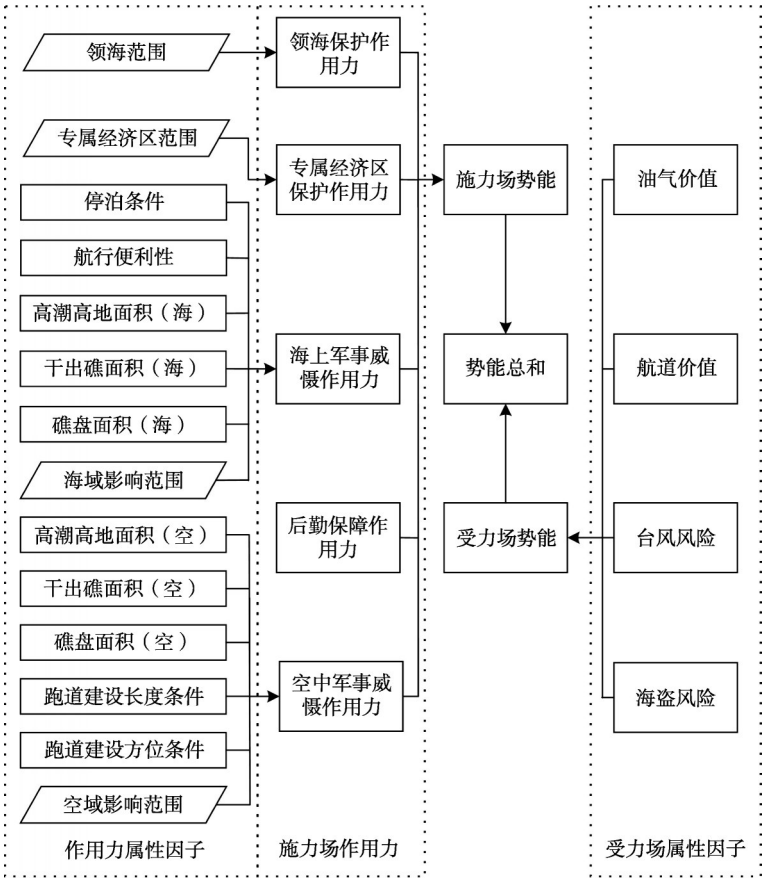 领海范围
专属经济区范围
停泊条件
航行便利性
高潮高地面积（海）
干出礁面积（海）
礁盘面积（海）
海域影响范围
高潮高地面积（空）
干出礁面积（空）
礁盘面积（空）
跑道建设长度条件
跑道建设方位条件
空域影响范围
作用力属性因子
领海保护作
用力
专属经济区
保护作用力
海上军事威
慑作用力
后勤保障作
用力
空中军事威
慑作用力
施力场作用力
施力场势能
势能总和
受力场势能
油气价值
航道价值
台风风险
海盗风险
受力场属性因子